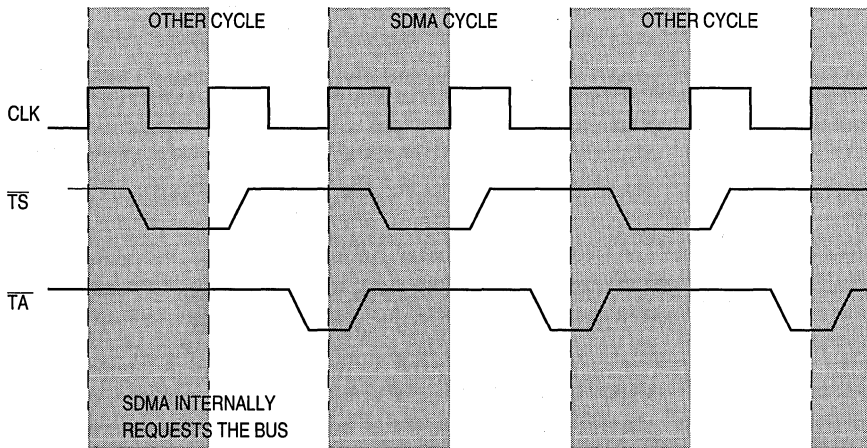 OTHER CYCLE SDMA CYCLE OTHER CYCLE
CLK
TS
TA
SDMA INTERNALLY
REQUESTS THE BUS